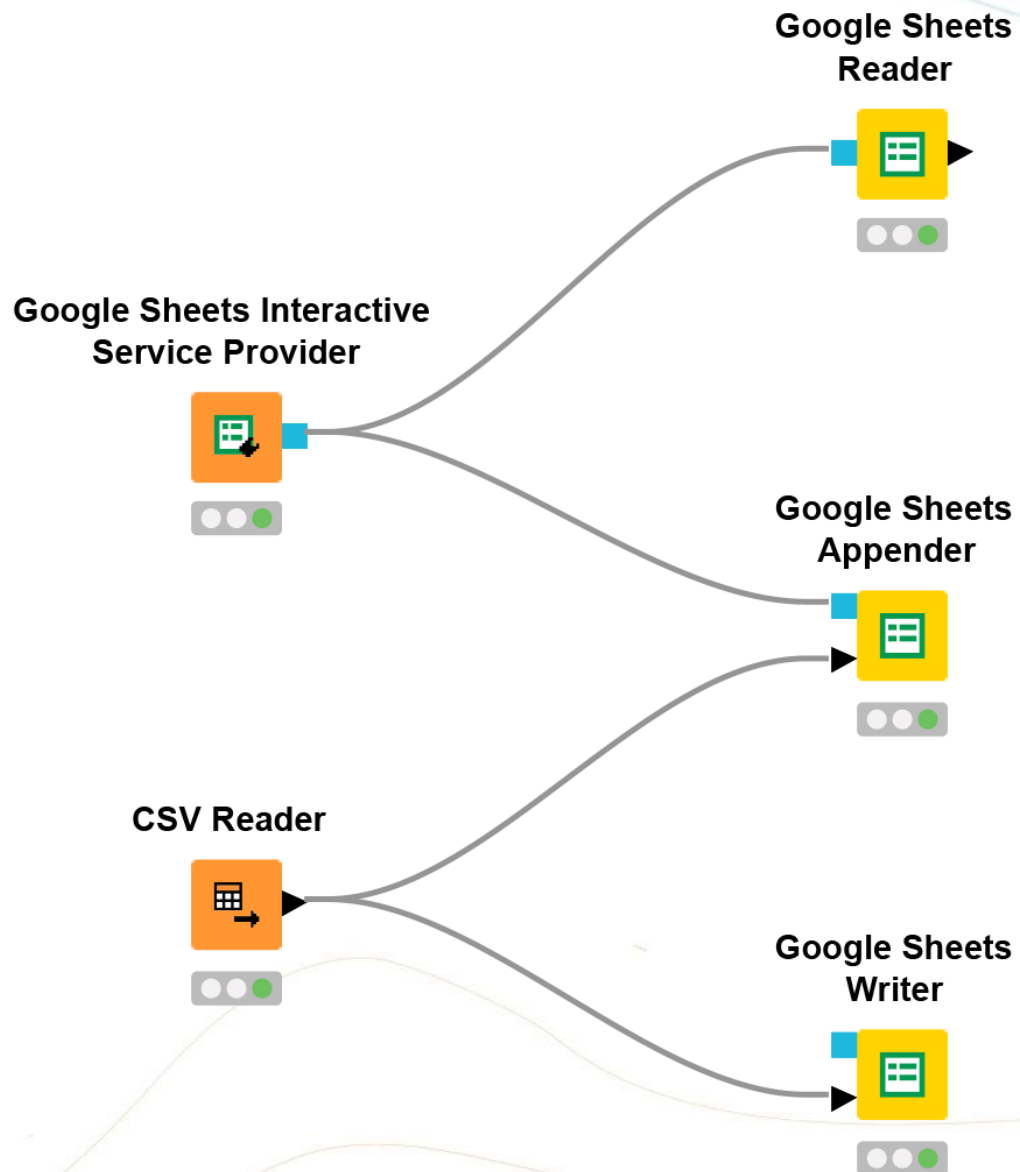 Google Sheets
Reader
Google Sheets Interactive
Service Provider
Google Sheets
Appender
CSV Reader
Google Sheets
Writer